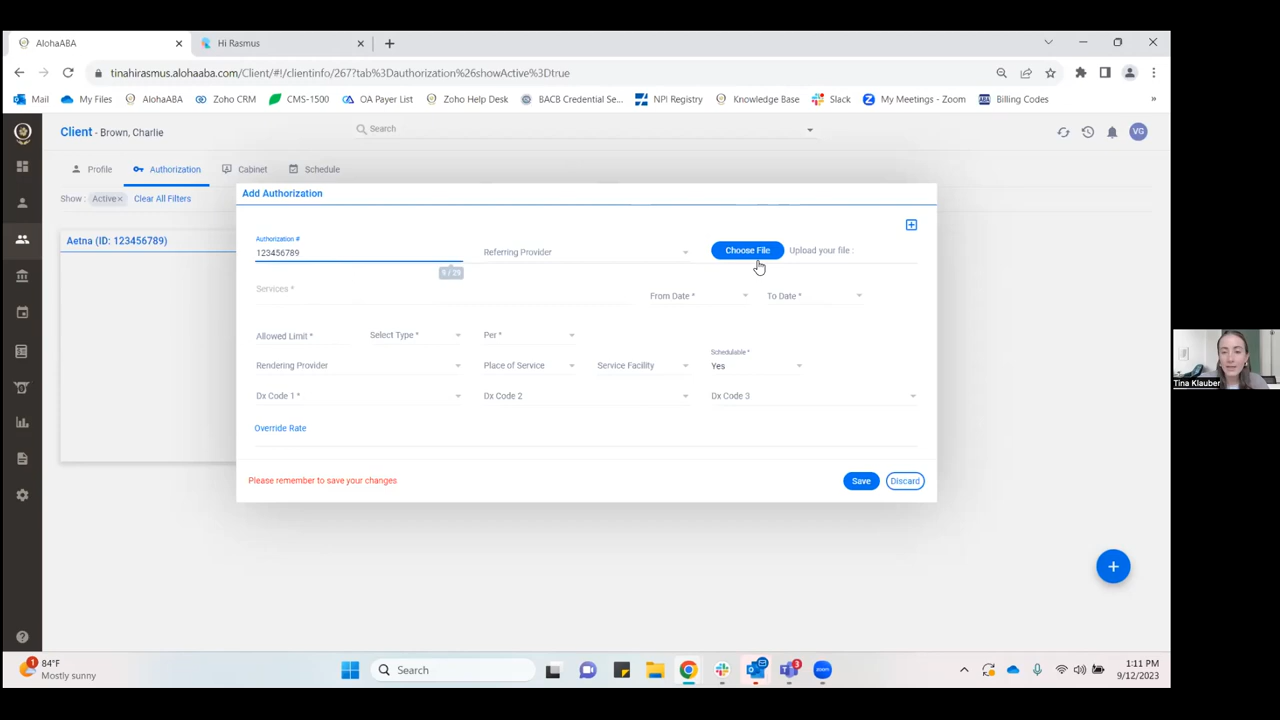 AlohaABA
Hi Rasmus
tinahirasmus.alohaaba.com/Client/#!/clientinfo/267?tab%3Dauthorization%26showActive%3Dtrue
Mail My Files AlohaABA Zoho CRM CMS-1500 OA Payer List Zoho Help Desk BACB Credential Se... NPI Registry Knowledge Base Slack My Meetings - Zoom Billing Codes »
Client - Brown, Charlie
Search
VG
Profile Authorization Cabinet Schedule
Show : Active× Clear All Filters
Add Authorization
Aetna (ID: 123456789)
Authorization #
123456789
Referring Provider
Choose File
Upload your file :
9 / 29
Services *
From Date *
To Date *
Allowed Limit *
Select Type *
Per *
Rendering Provider
Place of Service
Service Facility
Schedulable *
Yes
Dx Code 1 *
Dx Code 2
Dx Code 3
Override Rate
Please remember to save your changes
Save
Discard
Tina Klauber
1
84°F
Mostly sunny
Search
3
zoom
1:11 PM
9/12/2023